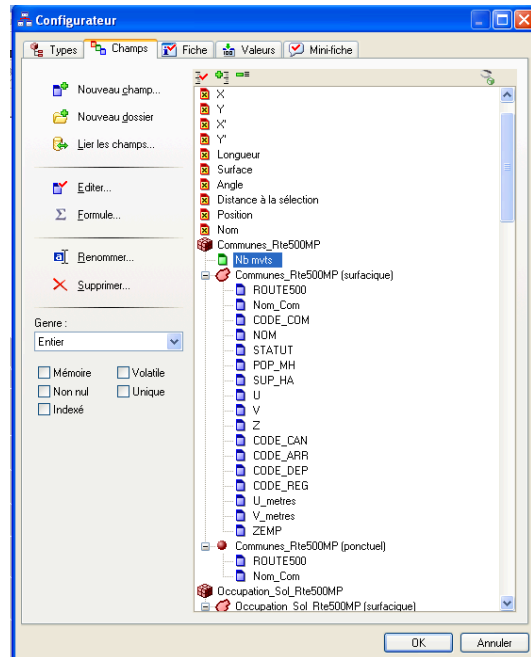 Configurateur
Types Champs Fiche Valeurs Mini-fiche
Nouveau champ...
Nouveau dossier
Lier les champs...
Editer...
Σ Formule...
Renommer...
Supprimer...
Genre :
Entier
Mémoire Volatile
Non nul Unique
Indexé
X
Y
X'
Y'
Longueur
Surface
Angle
Distance à la sélection
Position
Nom
Communes_Rte500MP
Nb mvts
Communes_Rte500MP (surfacique)
ROUTE500
Nom_Com
CODE_COM
NOM
STATUT
POP_MH
SUP_HA
U
V
Z
CODE_CAN
CODE_ARR
CODE_DEP
CODE_REG
U_metres
V_metres
ZEMP
Communes_Rte500MP (ponctuel)
ROUTE500
Nom_Com
Occupation_Sol_Rte500MP
Occupation_Sol_Rte500MP (surfacique)
OK Annuler